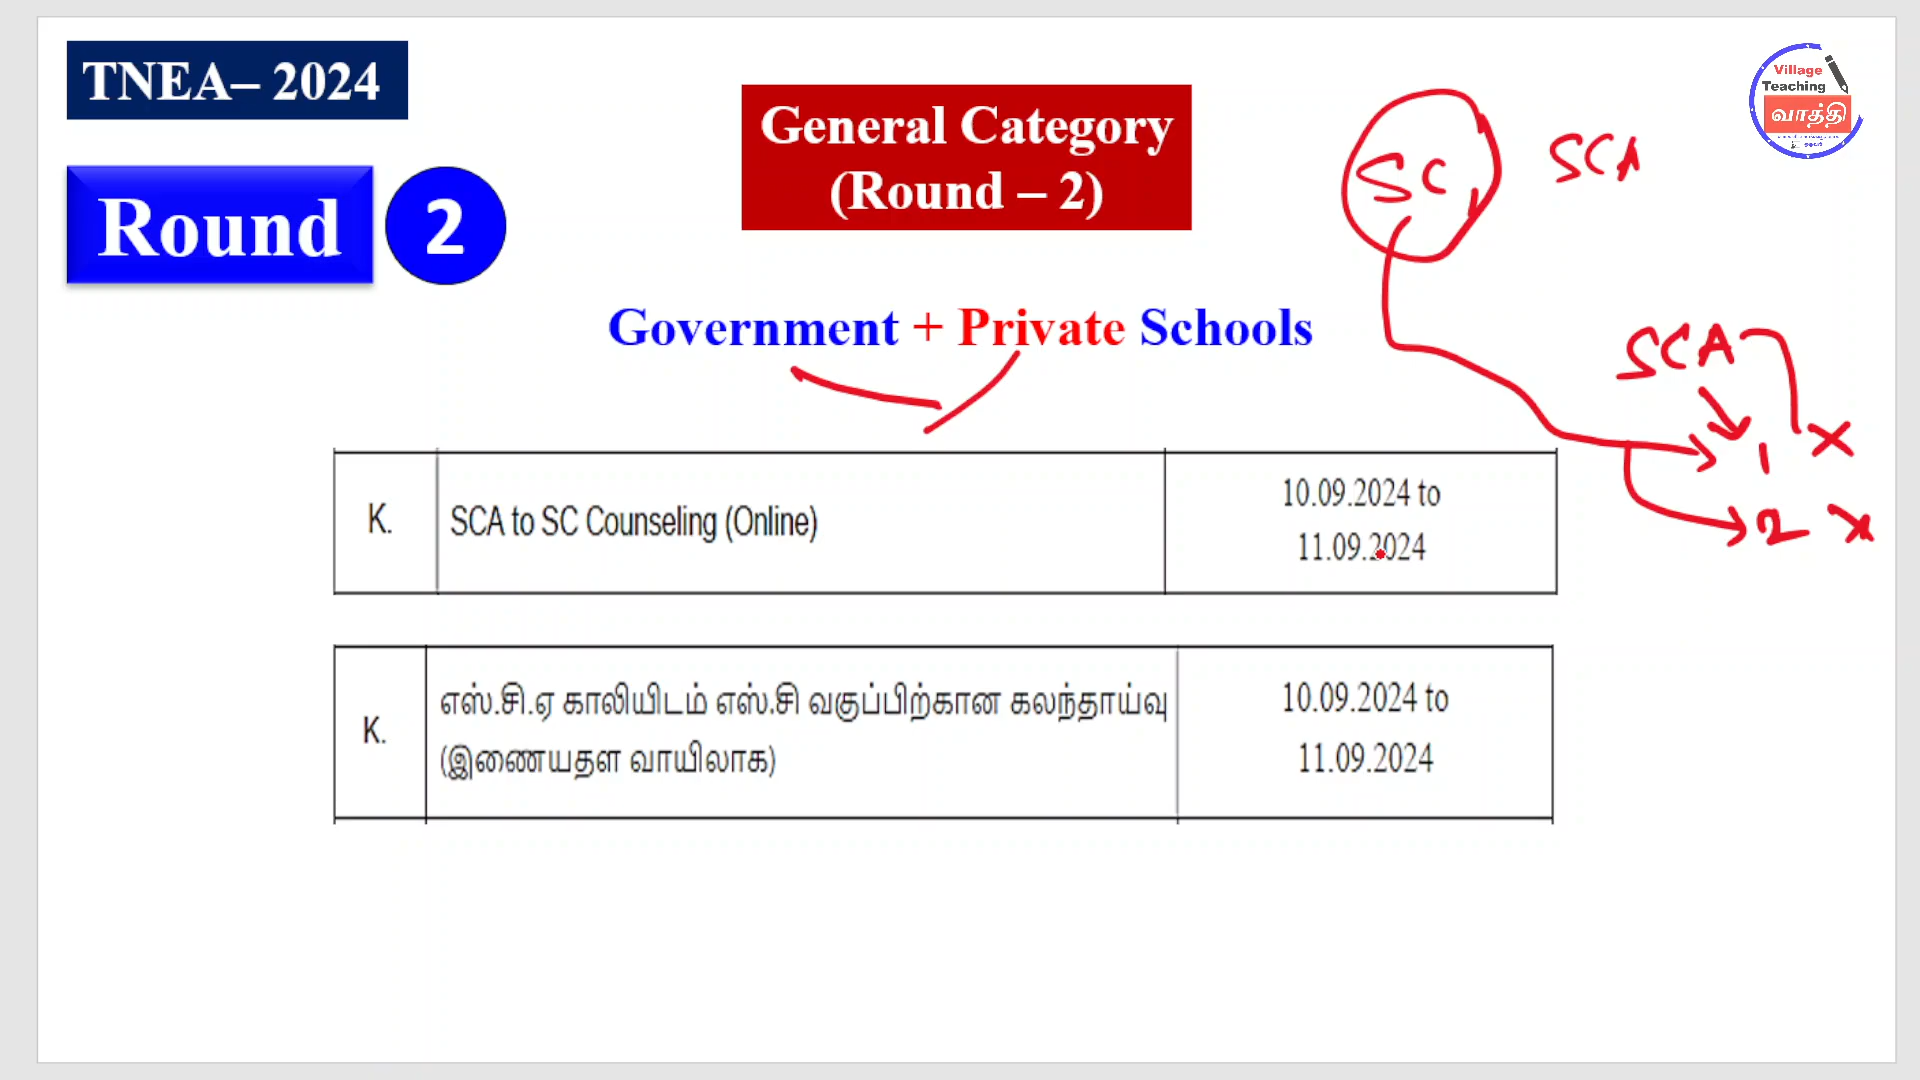 TNEA– 2024
Round 2
General Category
(Round – 2)
Village
Teaching
வாத்தி
SC
SCA
Government + Private Schools
SCA
1 X
2 X
K. SCA to SC Counseling (Online) 10.09.2024 to
11.09.2024
K. எஸ்.சி.ஏ காலியிடம் எஸ்.சி வகுப்பிற்கான கலந்தாய்வு
(இணையதள வாயிலாக)
10.09.2024 to
11.09.2024